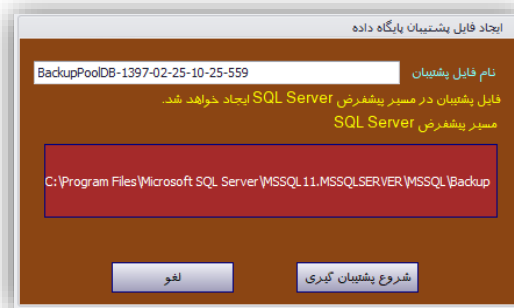 ایجاد فایل پشتیبان پایگاه داده
نام فایل پشتیبان BackupPoolDB-1397-02-25-10-25-559
فایل پشتیبان در مسیر پیشفرض SQL Server ایجاد خواهد شد.
مسیر پیشفرض SQL Server
C:\Program Files\Microsoft SQL Server\MSSQL11.MSSQLSERVER\MSSQL\Backup
شروع پشتیبان گیری لغو